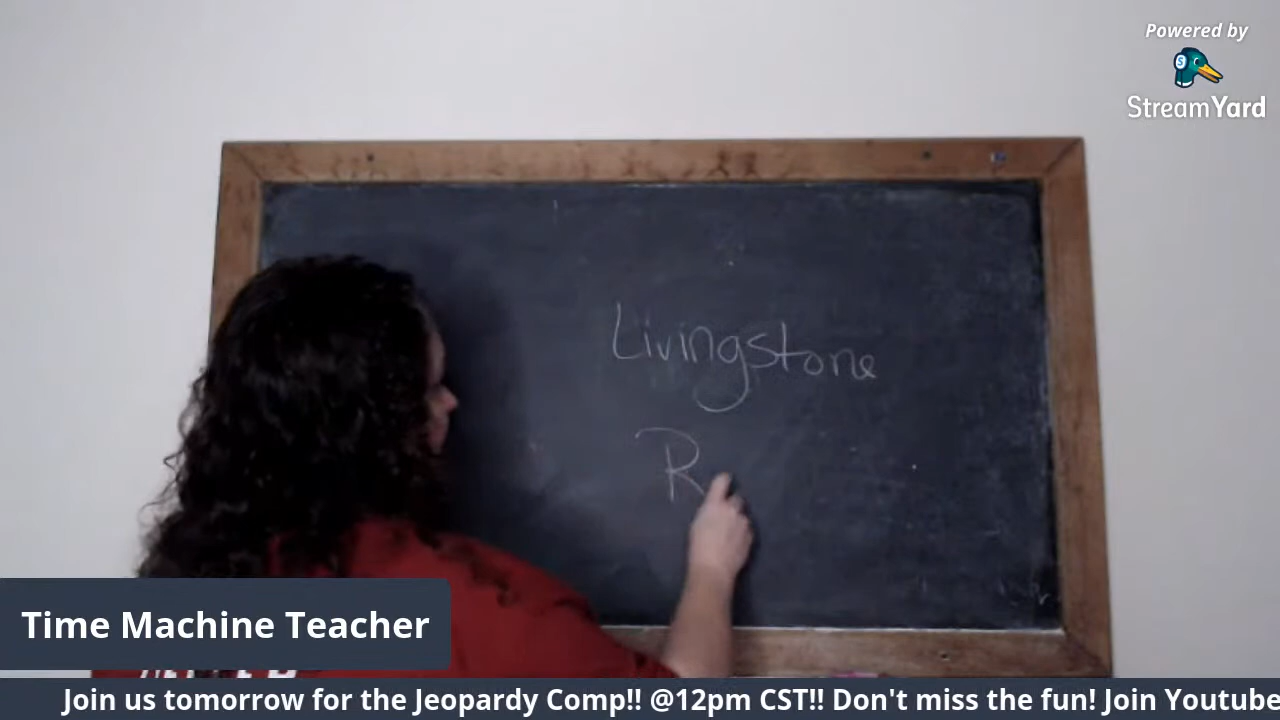 Powered by
StreamYard
Livingstone
R
Time Machine Teacher
Join us tomorrow for the Jeopardy Comp!! @12pm CST!! Don't miss the fun! Join Youtube